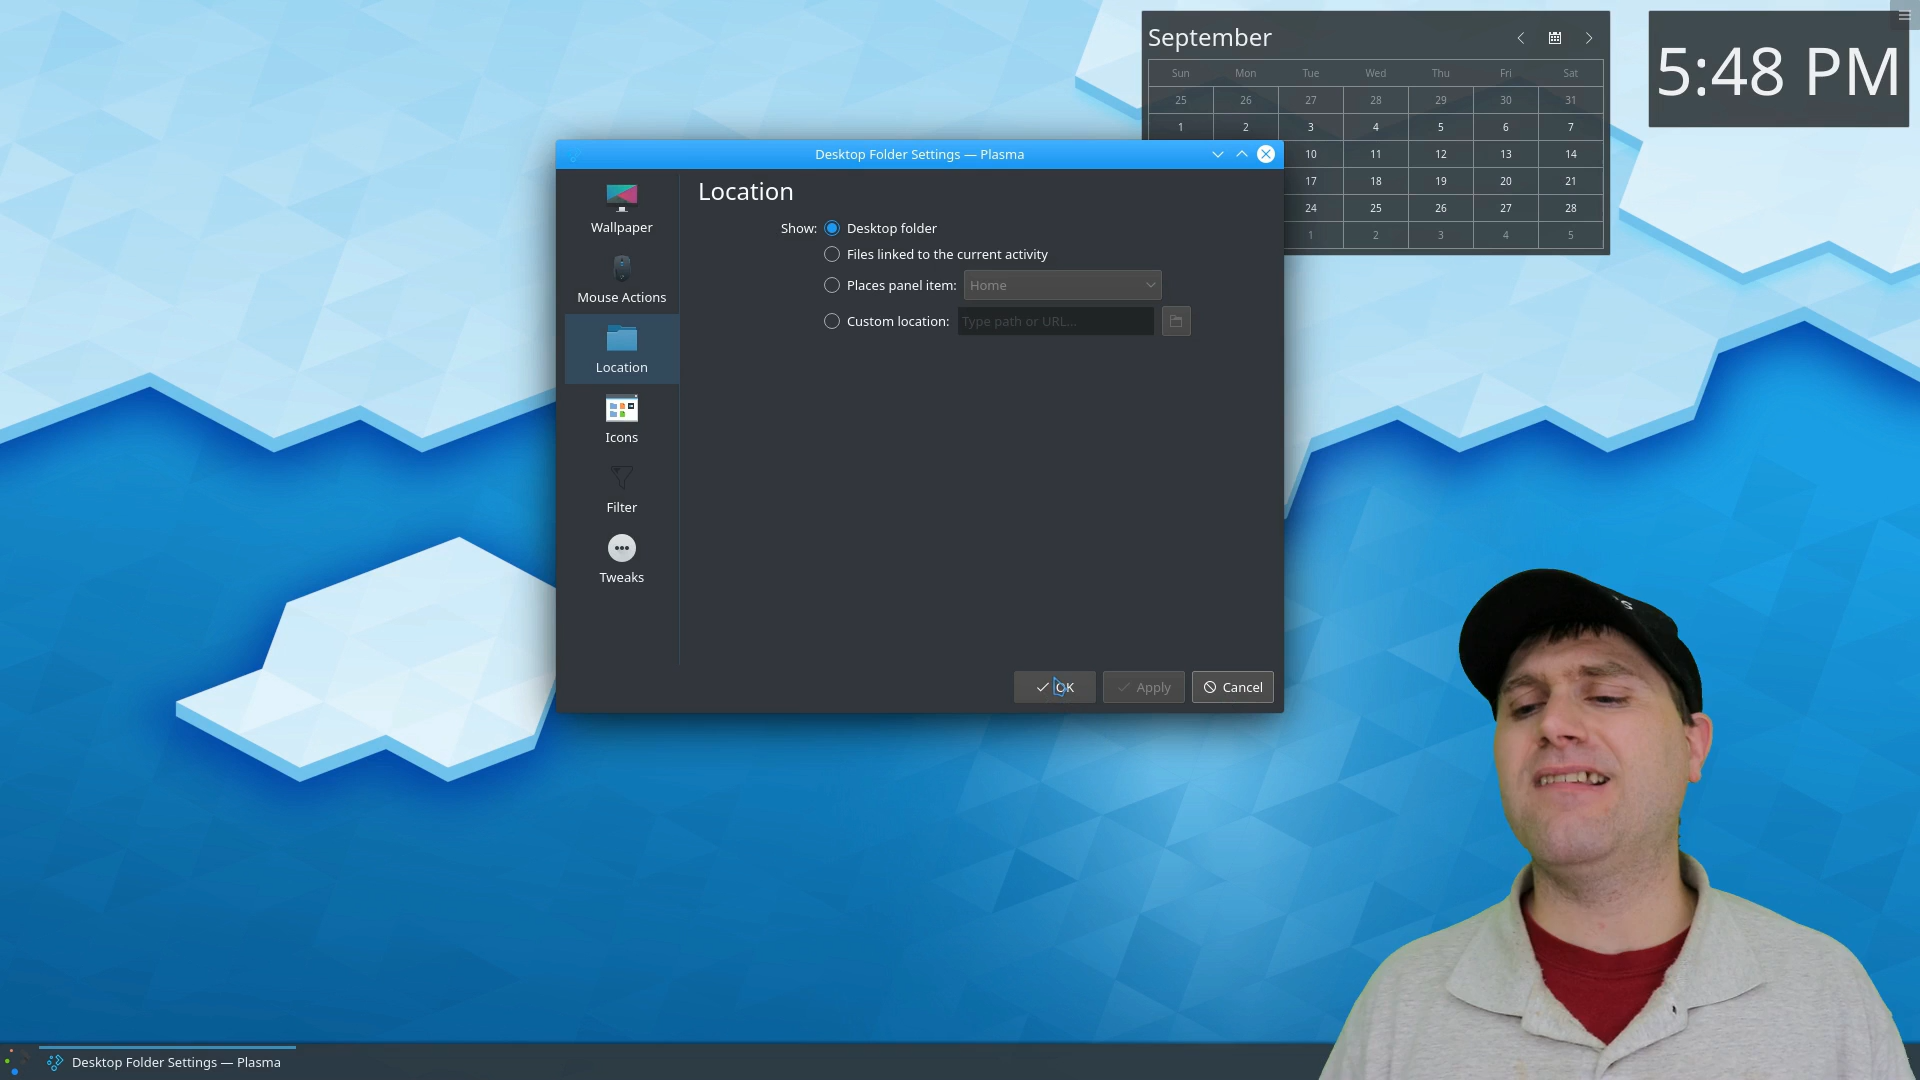 September
Sun Mon Tue Wed Thu Fri Sat
25 26 27 28 29 30 31
1 2 3 4 5 6 7
10 11 12 13 14
17 18 19 20 21
24 25 26 27 28
1 2 3 4 5
5:48 PM
Desktop Folder Settings — Plasma
Wallpaper
Mouse Actions
Location
Icons
Filter
Tweaks
Location
Show: Desktop folder
Files linked to the current activity
Places panel item: Home
Custom location: Type path or URL...
OK Apply Cancel
Desktop Folder Settings — Plasma